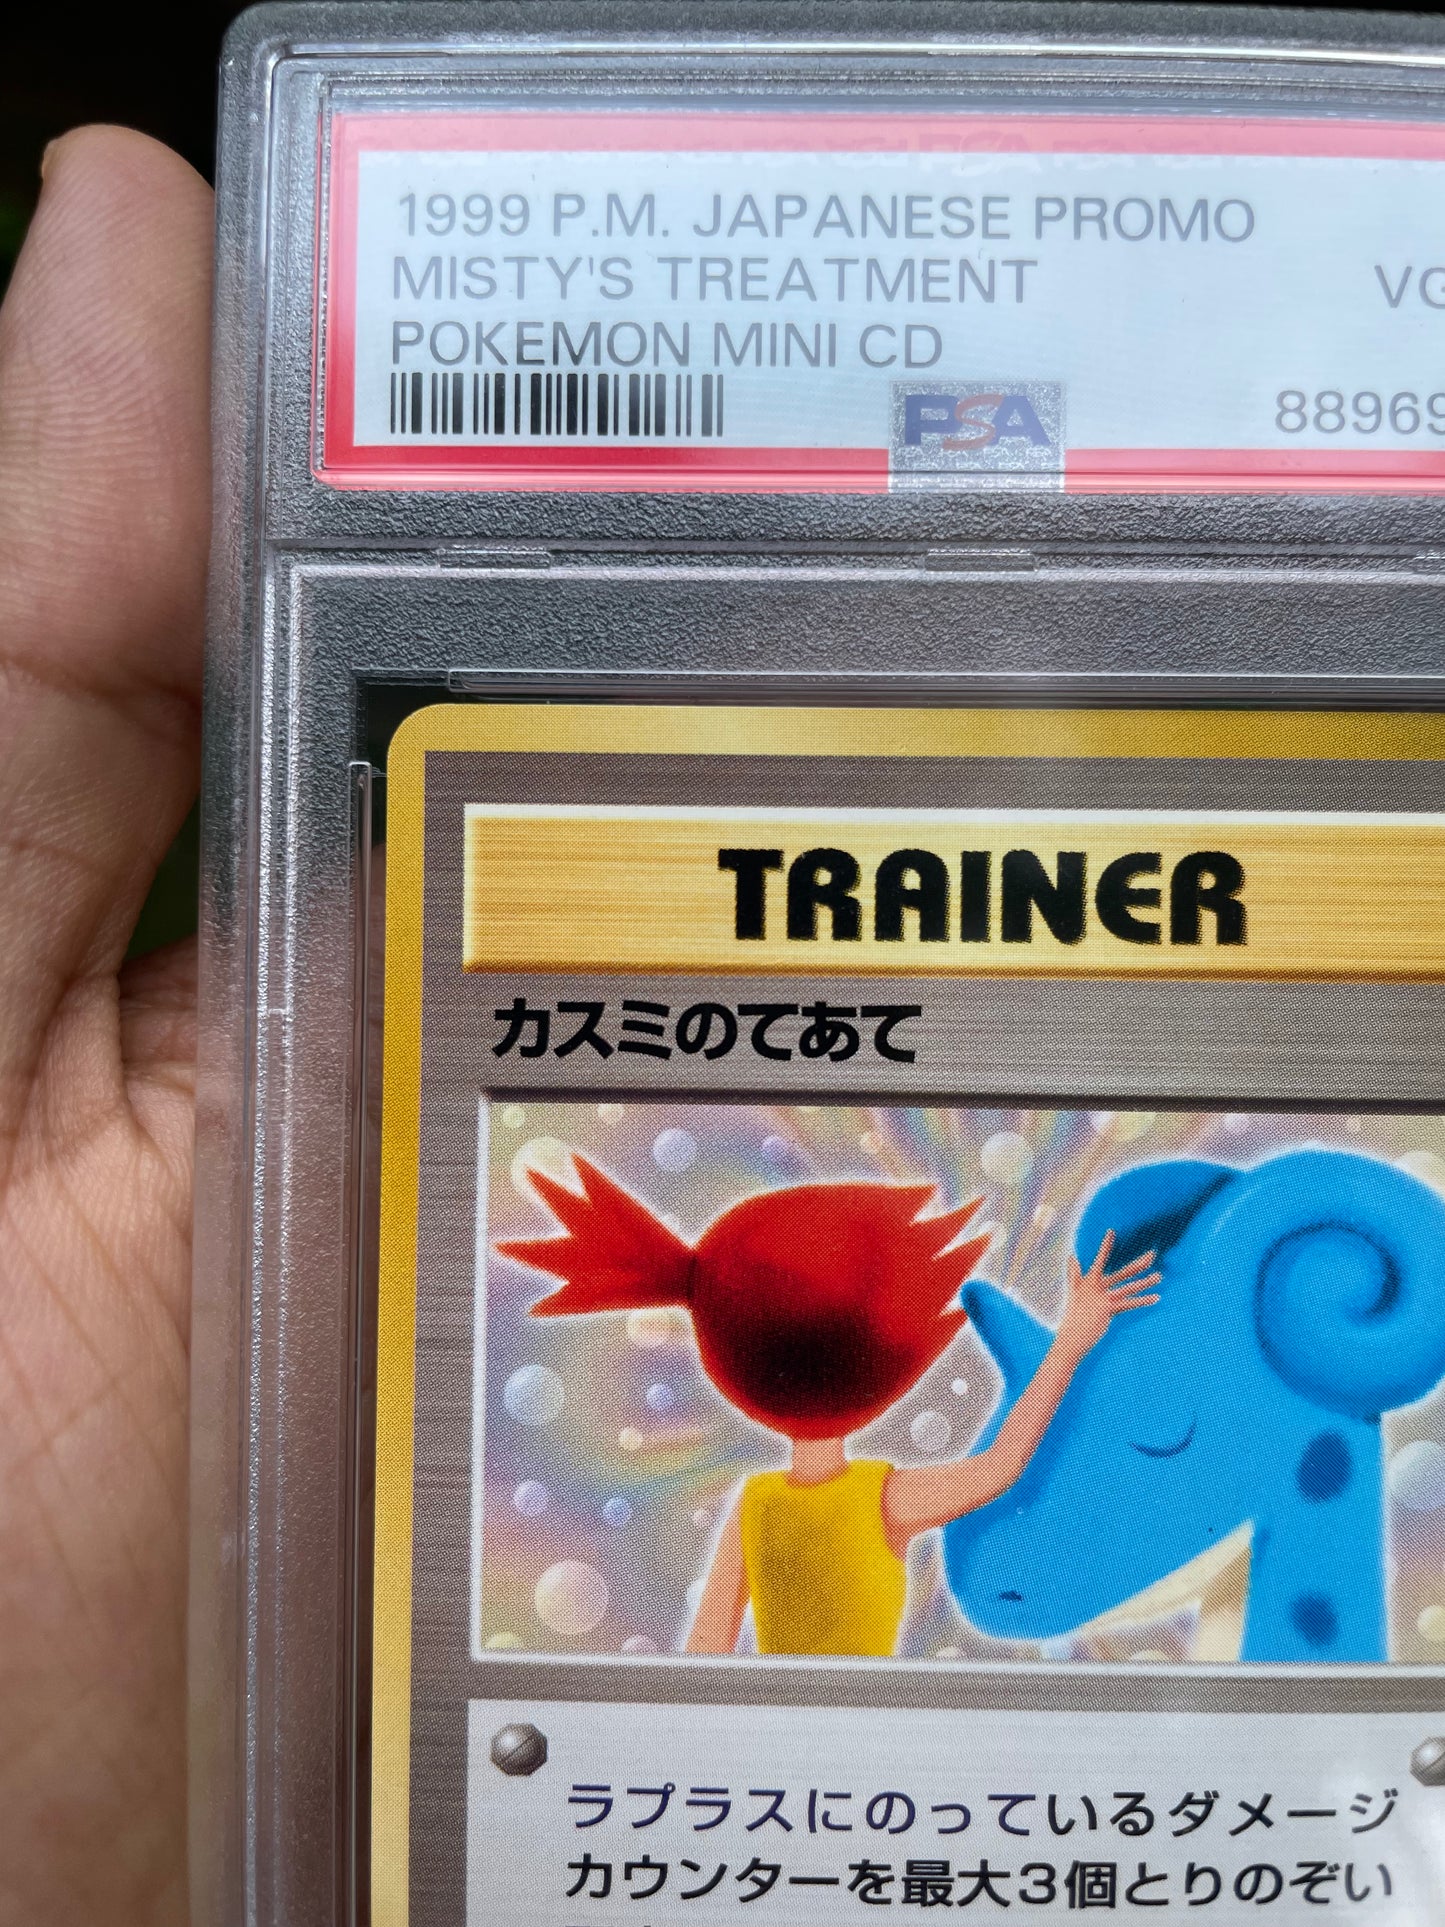 1999 P.M. JAPANESE PROMO
MISTY'S TREATMENT VG
POKEMON MINI CD
PSA 88969
TRAINER
カスミのてあて
ラプラスにのっているダメージ
カウンターを最大3個とりのぞい